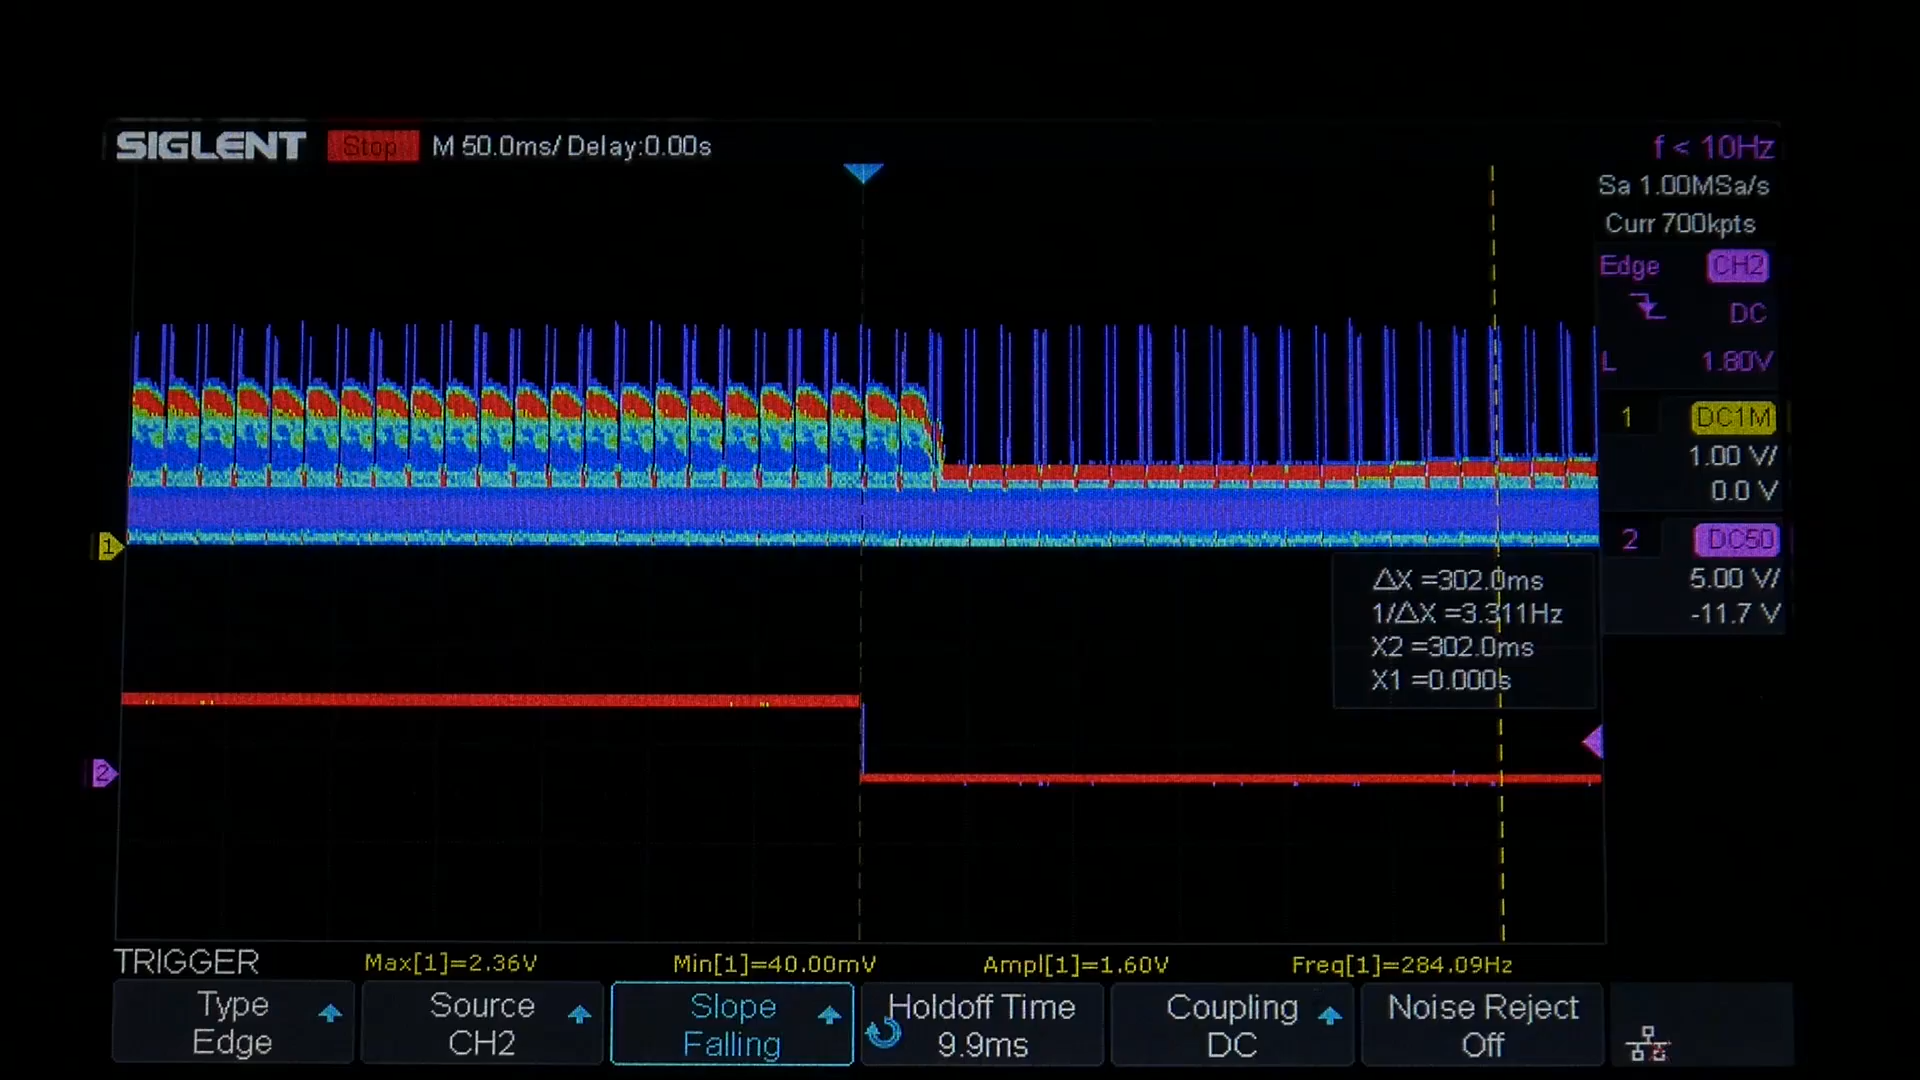 SIGLENT Stop M 50.0ms/ Delay:0.00s
f < 10Hz
Sa 1.00MSa/s
Curr 700kpts
Edge CH2
DC
L 1.80V
1 DC1M
1.00 V/
0.0 V
2 DC50
5.00 V/
-11.7 V
1
ΔX =302.0ms
1/ΔX =3.311Hz
X2 =302.0ms
X1 =0.000s
2
TRIGGER Max[1]=2.36V Min[1]=40.00mV Ampl[1]=1.60V Freq[1]=284.09Hz
Type
Edge
Source
CH2
Slope
Falling
Holdoff Time
9.9ms
Coupling
DC
Noise Reject
Off